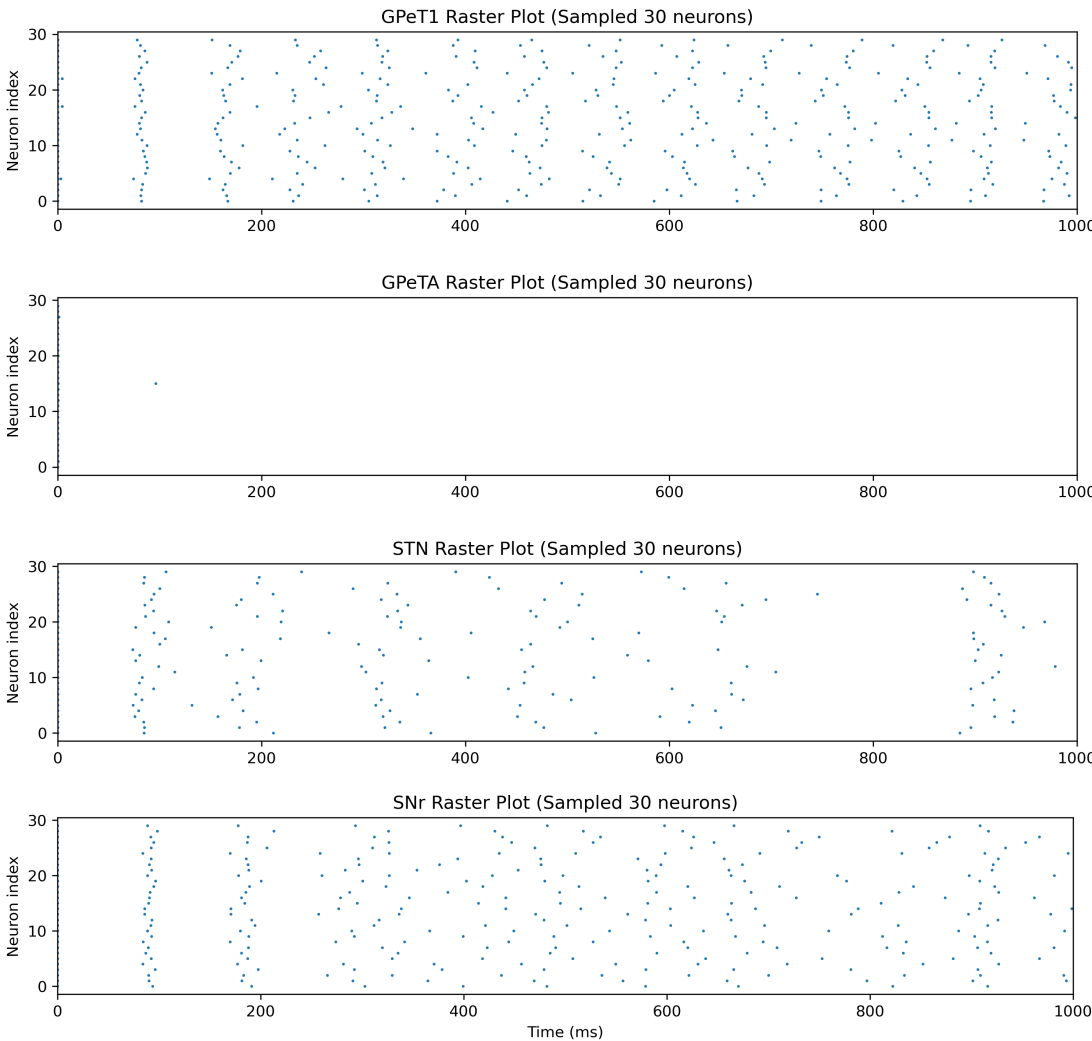 GPeT1 Raster Plot (Sampled 30 neurons)
30
20
10
0
Neuron index
0 200 400 600 800 1000
GPeTA Raster Plot (Sampled 30 neurons)
30
20
10
0
Neuron index
0 200 400 600 800 1000
STN Raster Plot (Sampled 30 neurons)
30
20
10
0
Neuron index
0 200 400 600 800 1000
SNr Raster Plot (Sampled 30 neurons)
30
20
10
0
Neuron index
0 200 400 600 800 1000
Time (ms)